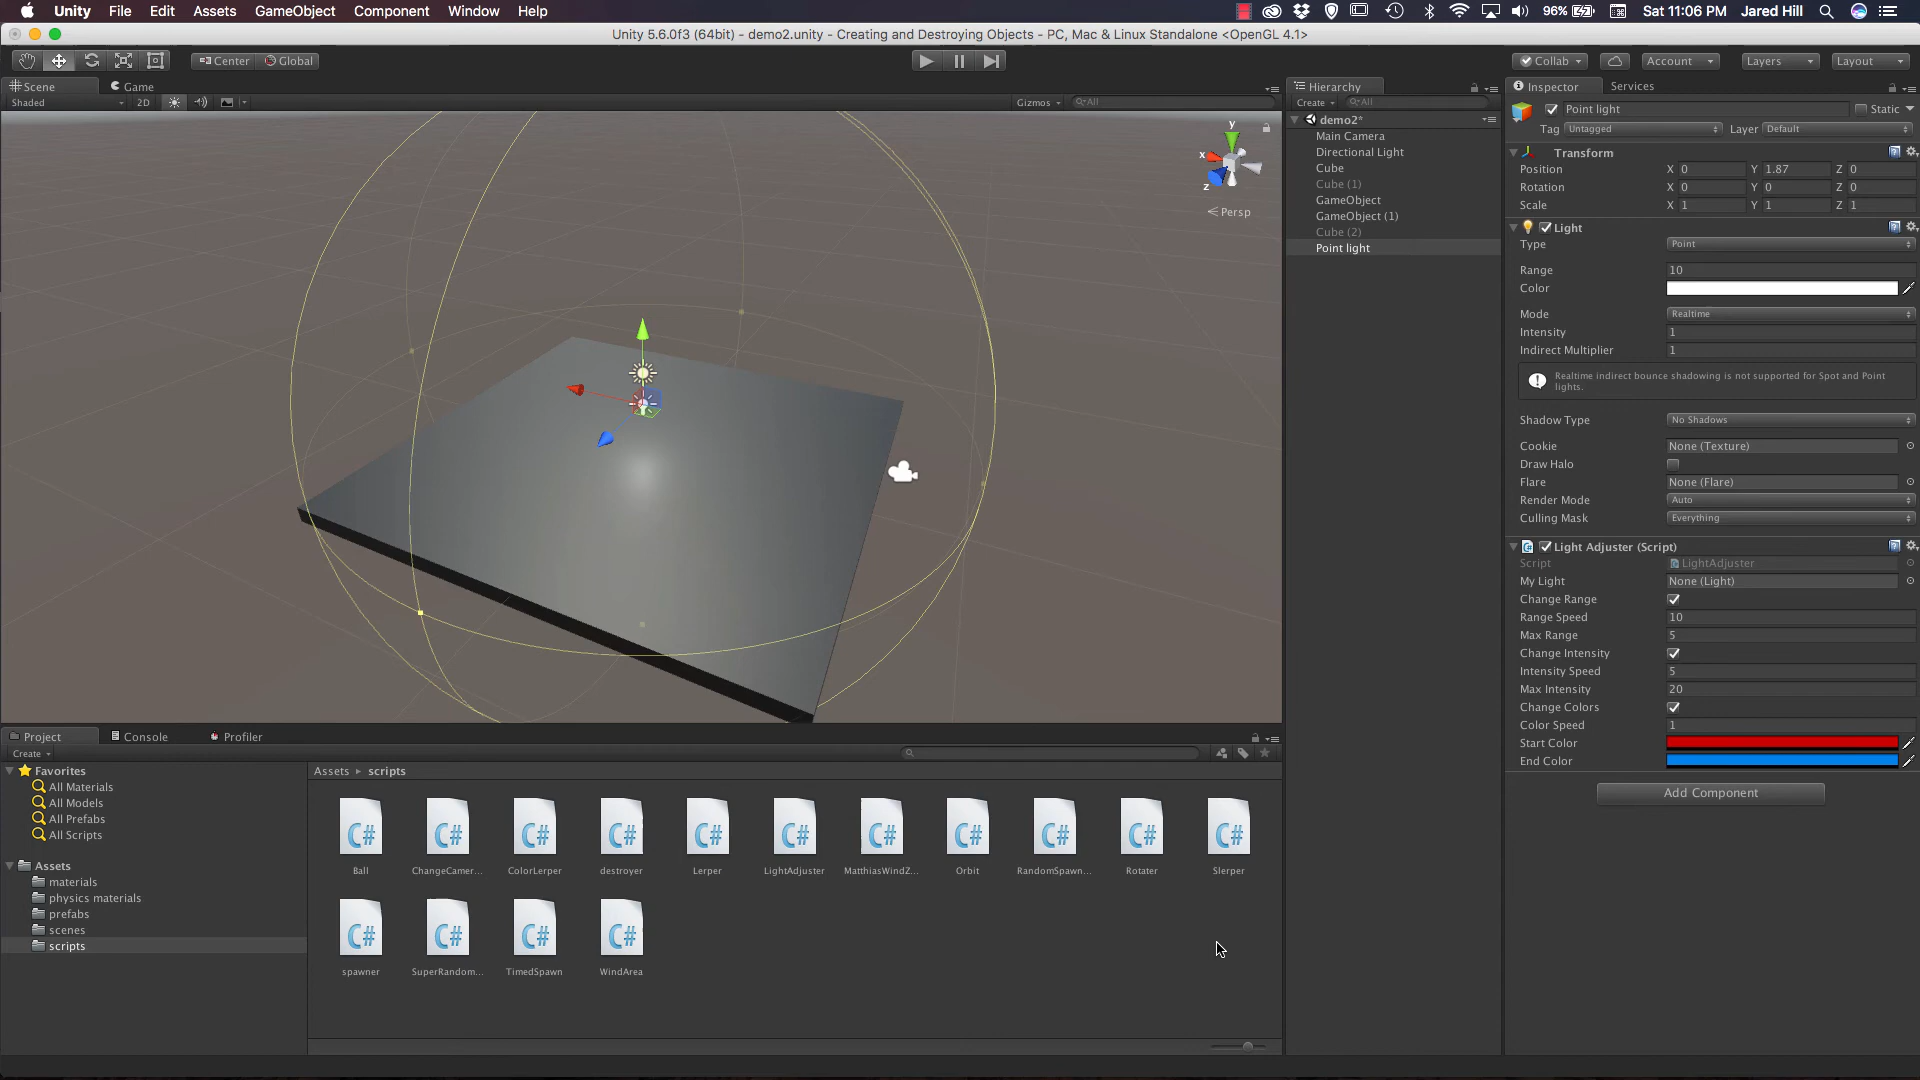 Unity File Edit Assets GameObject Component Window Help
96% Sat 11:06 PM Jared Hill
Unity 5.6.0f3 (64bit) - demo2.unity - Creating and Destroying Objects - PC, Mac & Linux Standalone <OpenGL 4.1>
Center Global
Collab Account Layers Layout
Scene Game
Shaded 2D Gizmos All
y
x
z
Persp
Hierarchy
Create All
demo2*
Main Camera
Directional Light
Cube
Cube (1)
GameObject
GameObject (1)
Cube (2)
Point light
Inspector Services
Point light Static
Tag Untagged Layer Default
Transform
Position X 0 Y 1.87 Z 0
Rotation X 0 Y 0 Z 0
Scale X 1 Y 1 Z 1
Light
Type Point
Range 10
Color
Mode Realtime
Intensity 1
Indirect Multiplier 1
Realtime indirect bounce shadowing is not supported for Spot and Point
lights.
Shadow Type No Shadows
Cookie None (Texture)
Draw Halo
Flare None (Flare)
Render Mode Auto
Culling Mask Everything
Light Adjuster (Script)
Script LightAdjuster
My Light None (Light)
Change Range
Range Speed 10
Max Range 5
Change Intensity
Intensity Speed 5
Max Intensity 20
Change Colors
Color Speed 1
Start Color
End Color
Add Component
Project Console Profiler
Create
Favorites
All Materials
All Models
All Prefabs
All Scripts
Assets
materials
physics materials
prefabs
scenes
scripts
Assets ▸ scripts
C# C# C# C# C# C# C# C# C# C# C#
Ball ChangeCamer... ColorLerper destroyer Lerper LightAdjuster MatthiasWindZ... Orbit RandomSpawn... Rotater Slerper
C# C# C# C#
spawner SuperRandom... TimedSpawn WindArea